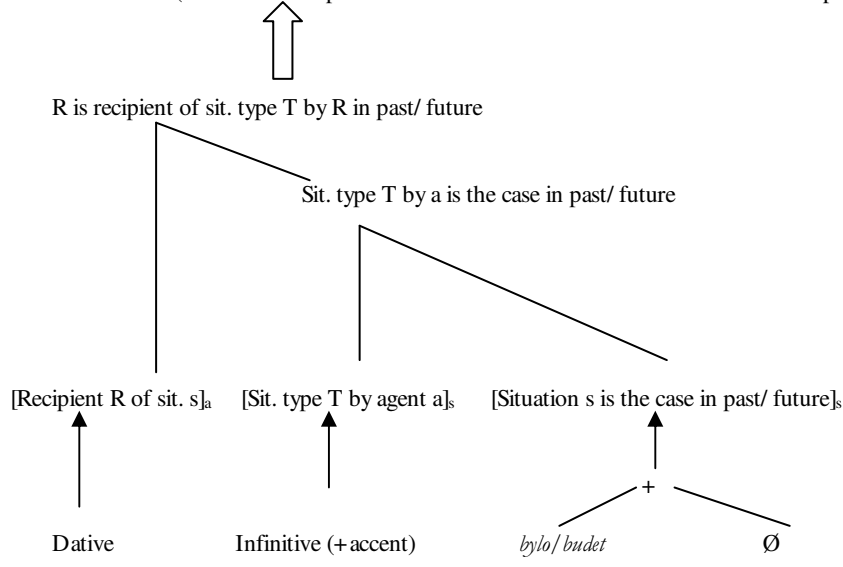 R is recipient of sit. type T by R in past/ future
Sit. type T by a is the case in past/ future
[Recipient R of sit. s]a [Sit. type T by agent a]s [Situation s is the case in past/ future]s
+
Dative Infinitive (+accent) bylo/budet Ø